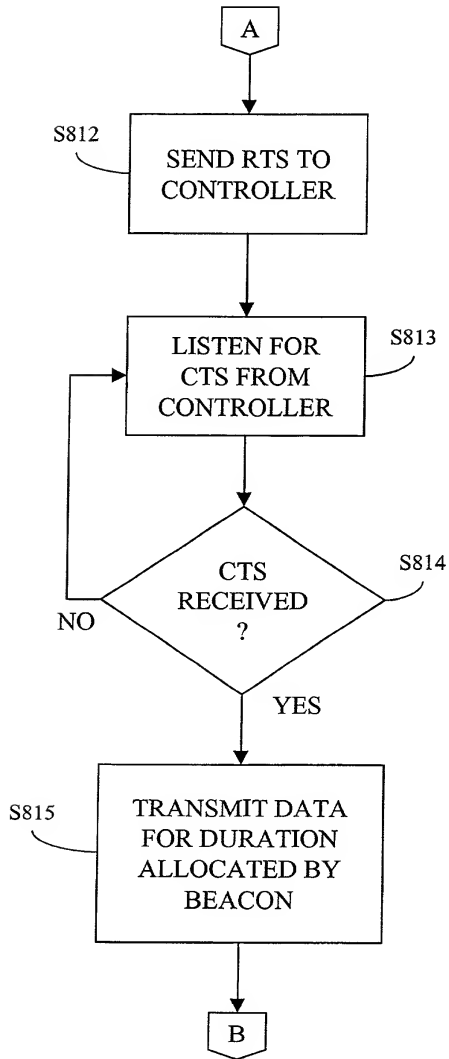 A
S812
SEND RTS TO
CONTROLLER
LISTEN FOR
CTS FROM
CONTROLLER
S813
CTS
RECEIVED
?
S814
NO
YES
S815
TRANSMIT DATA
FOR DURATION
ALLOCATED BY
BEACON
B